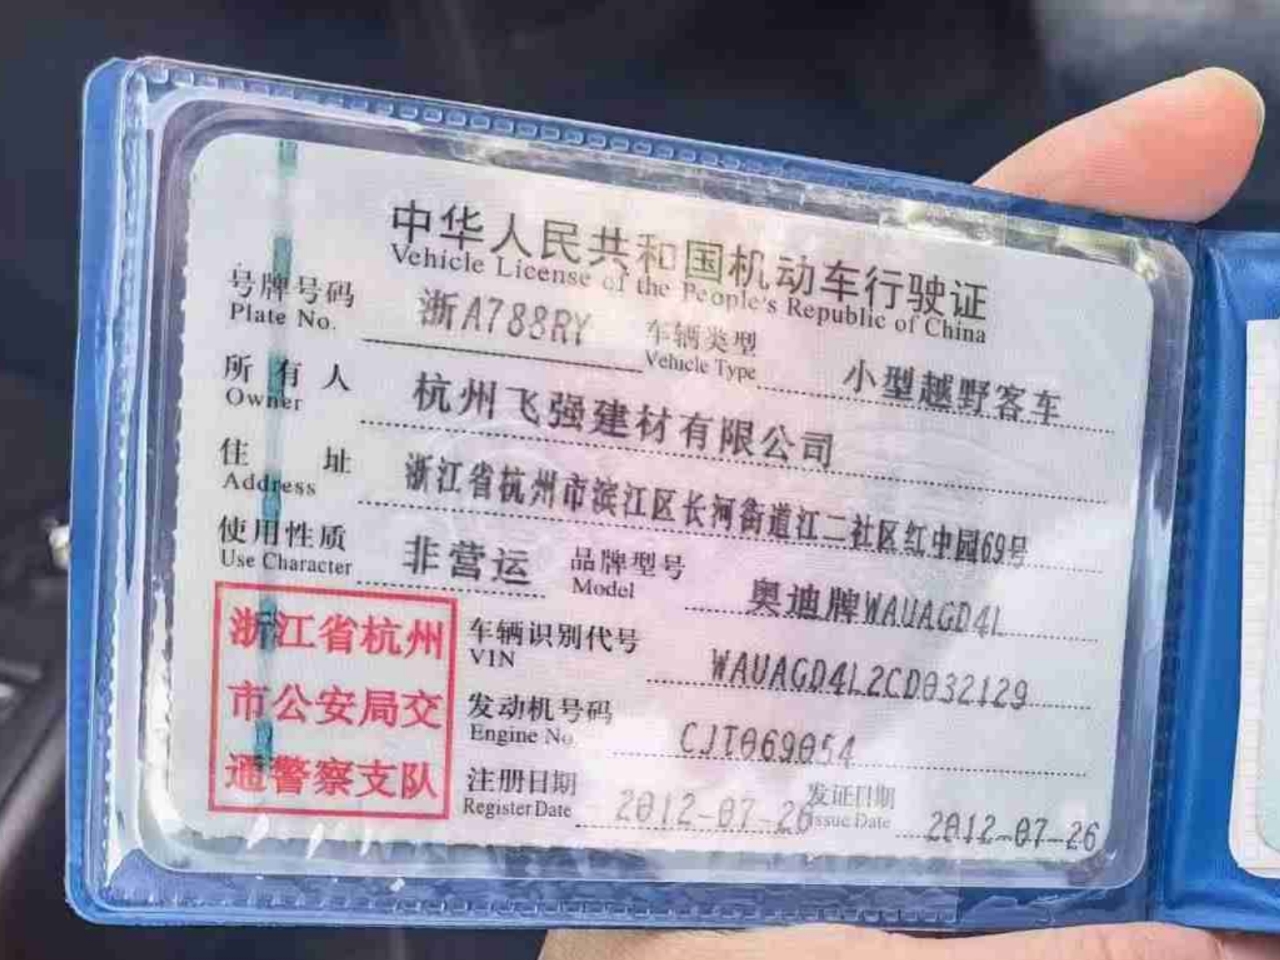 中华人民共和国机动车行驶证
Vehicle License of the People's Republic of China
号牌号码 浙A788RY 车辆类型 小型越野客车
Plate No. Vehicle Type
所有人 杭州飞强建材有限公司
Owner
住址 浙江省杭州市滨江区长河街道江二社区红中园69号
Address
使用性质 非营运 品牌型号 奥迪牌WAUAGD4L
Use Character Model
浙江省杭州
市公安局交
通警察支队
车辆识别代号 WAUAGD4L2CD032129
VIN
发动机号码 CJT069054
Engine No.
注册日期 2012-07-26 发证日期 2012-07-26
Register Date Issue Date